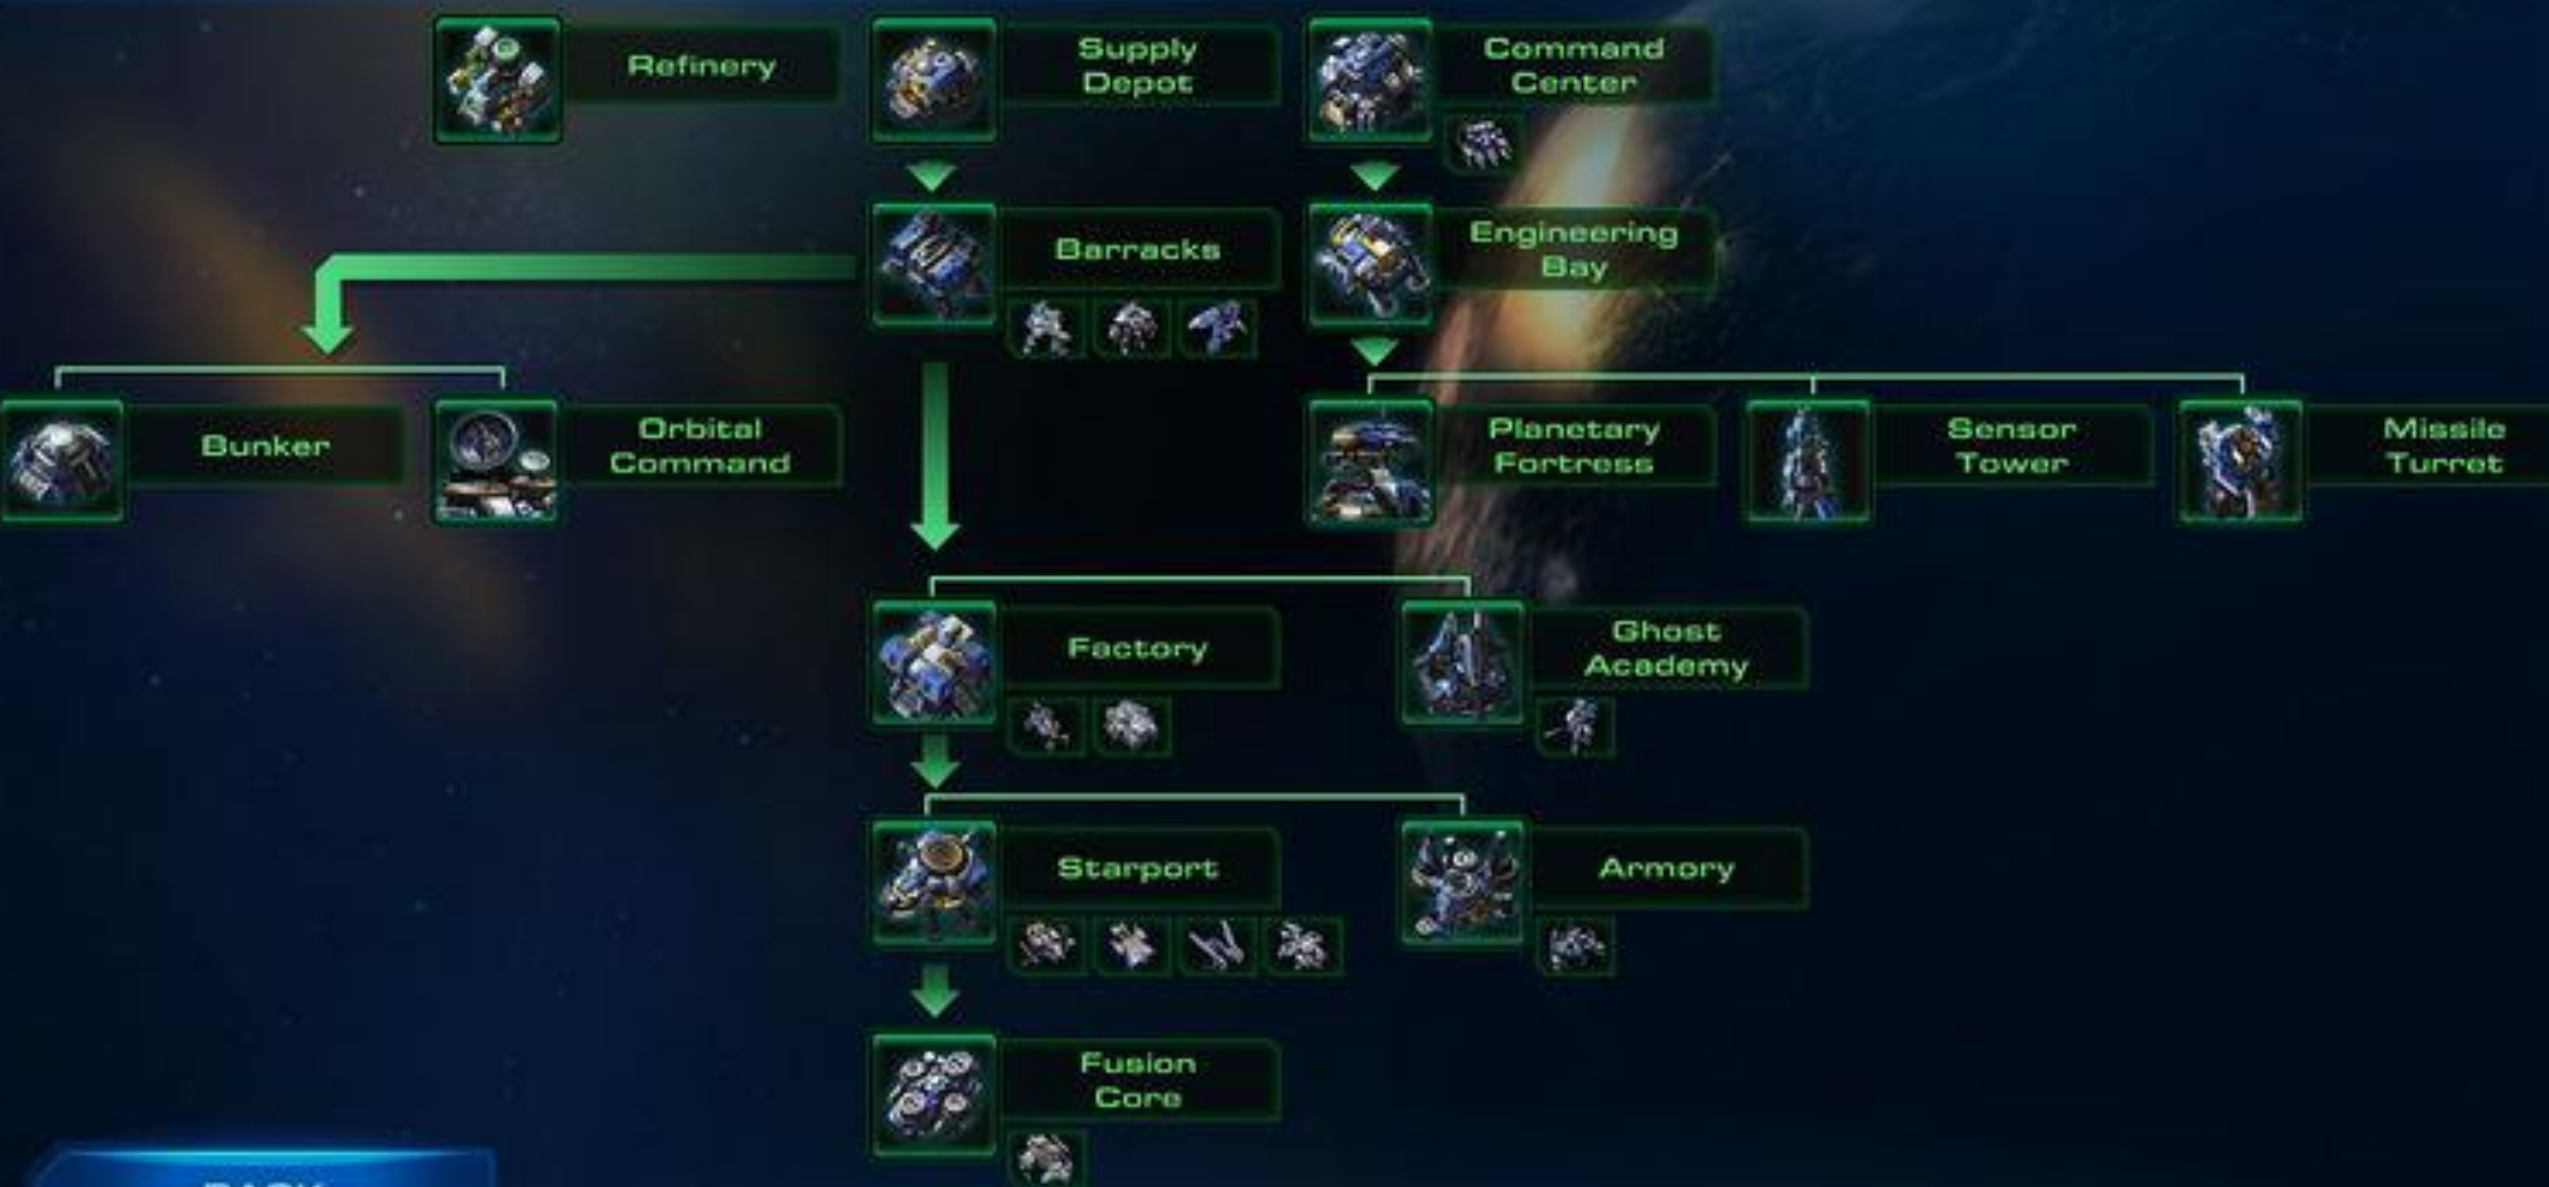 Refinery
Supply
Depot
Command
Center
Barracks
Engineering
Bay
Bunker
Orbital
Command
Planetary
Fortress
Sensor
Tower
Missile
Turret
Factory
Ghost
Academy
Starport
Armory
Fusion
Core
BACK